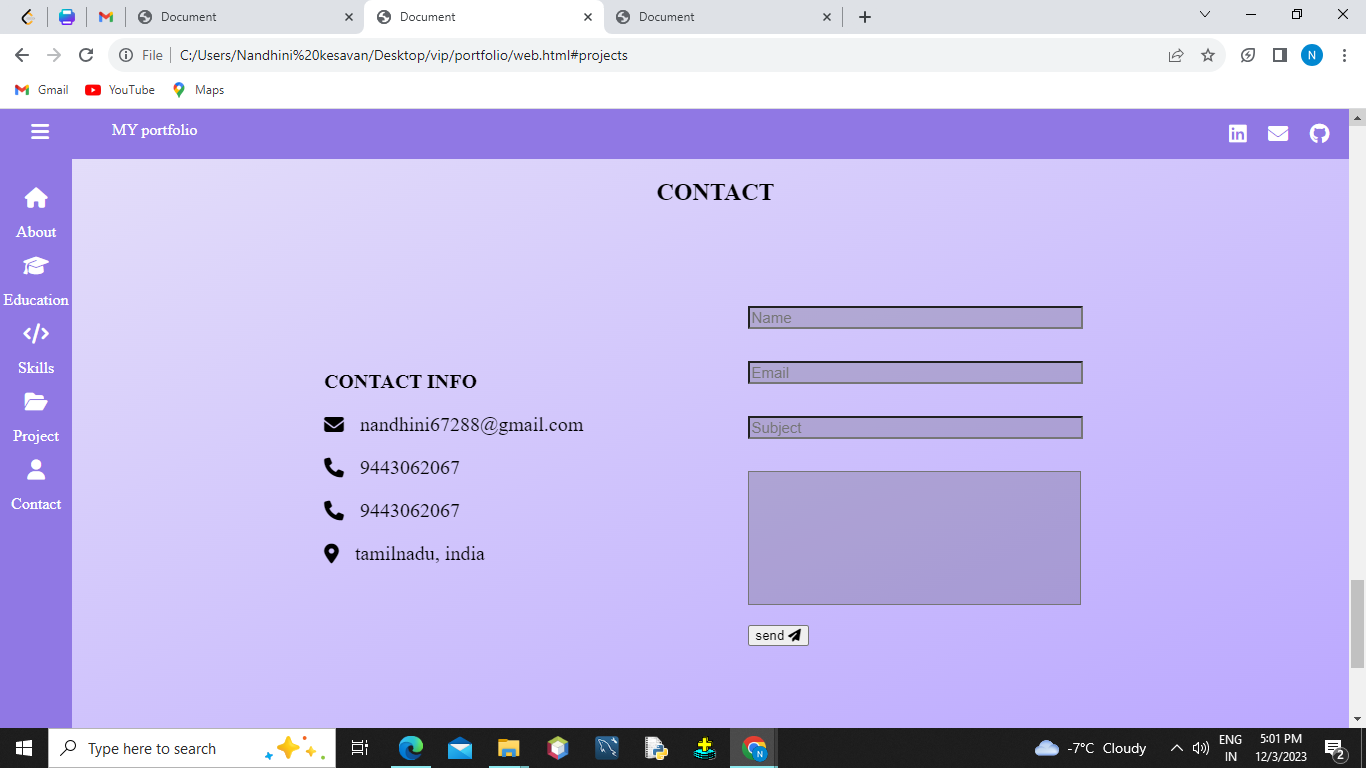 Document
Document
Document
File
C:/Users/Nandhini%20kesavan/Desktop/vip/portfolio/web.html#projects
N
Gmail
YouTube
Maps
MY portfolio
in
CONTACT
About
Education
Skills
Project
Contact
CONTACT INFO
nandhini67288@gmail.com
9443062067
9443062067
tamilnadu, india
Name
Email
Subject
send
Type here to search
N
-7°C Cloudy
ENG
IN
5:01 PM
12/3/2023
2